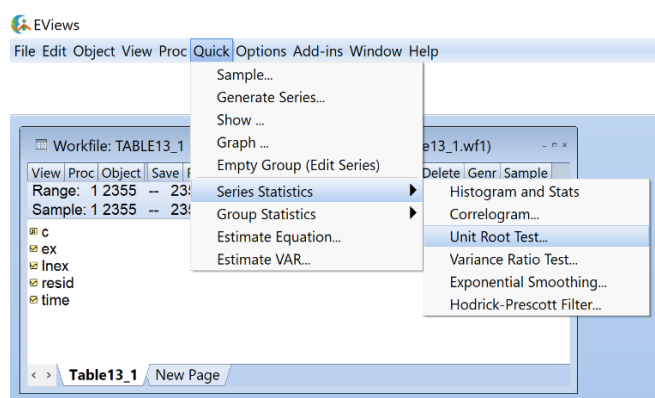 EViews
File Edit Object View Proc Quick Options Add-ins Window Help
Sample...
Generate Series...
Show ...
Graph ...
Empty Group (Edit Series)
Series Statistics
Group Statistics
Estimate Equation...
Estimate VAR...
Histogram and Stats
Correlogram...
Unit Root Test...
Variance Ratio Test...
Exponential Smoothing...
Hodrick-Prescott Filter...
Workfile: TABLE13_1 e13_1.wf1)
View Proc Object Save Delete Genr Sample
Range: 1 2355 -- 235
Sample: 1 2355 -- 235
c
ex
lnex
resid
time
Table13_1 New Page